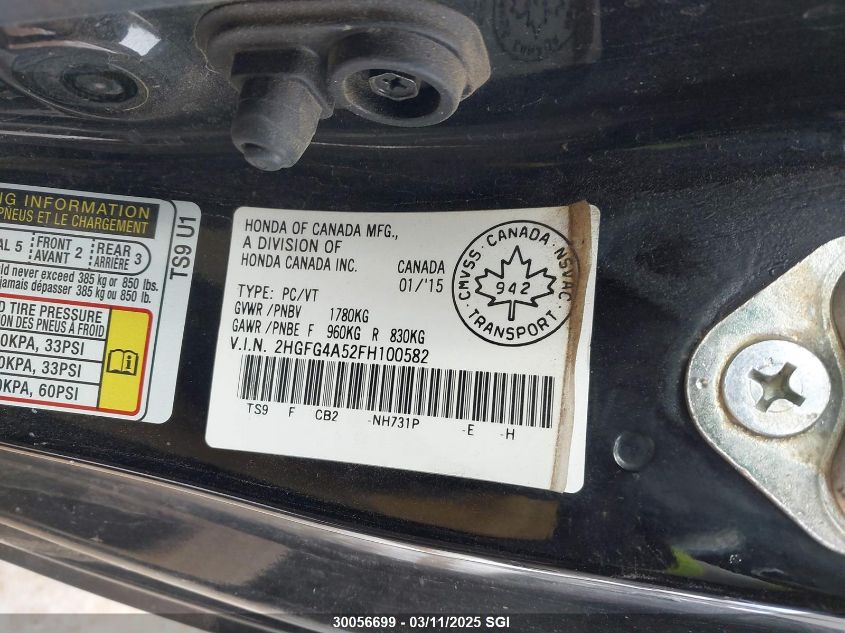 NG INFORMATION
PNEUS ET LE CHARGEMENT
AL 5 FRONT AVANT 2 REAR ARRIÈRE 3
ld never exceed 385 kg or 850 lbs.
jamais dépasser 385 kg ou 850 lb.
D TIRE PRESSURE
SION DES PNEUS À FROID
0KPA, 33PSI
0KPA, 33PSI
0KPA, 60PSI
TS9 U1
HONDA OF CANADA MFG.,
A DIVISION OF
HONDA CANADA INC.
CANADA
01/'15
TYPE: PC/VT
GVWR/PNBV 1780KG
GAWR/PNBE F 960KG R 830KG
V.I.N. 2HGFG4A52FH100582
TS9 F CB2 -NH731P -E -H
CMVSS · CANADA · NSVAC
942
TRANSPORT
30056699 - 03/11/2025 SGI